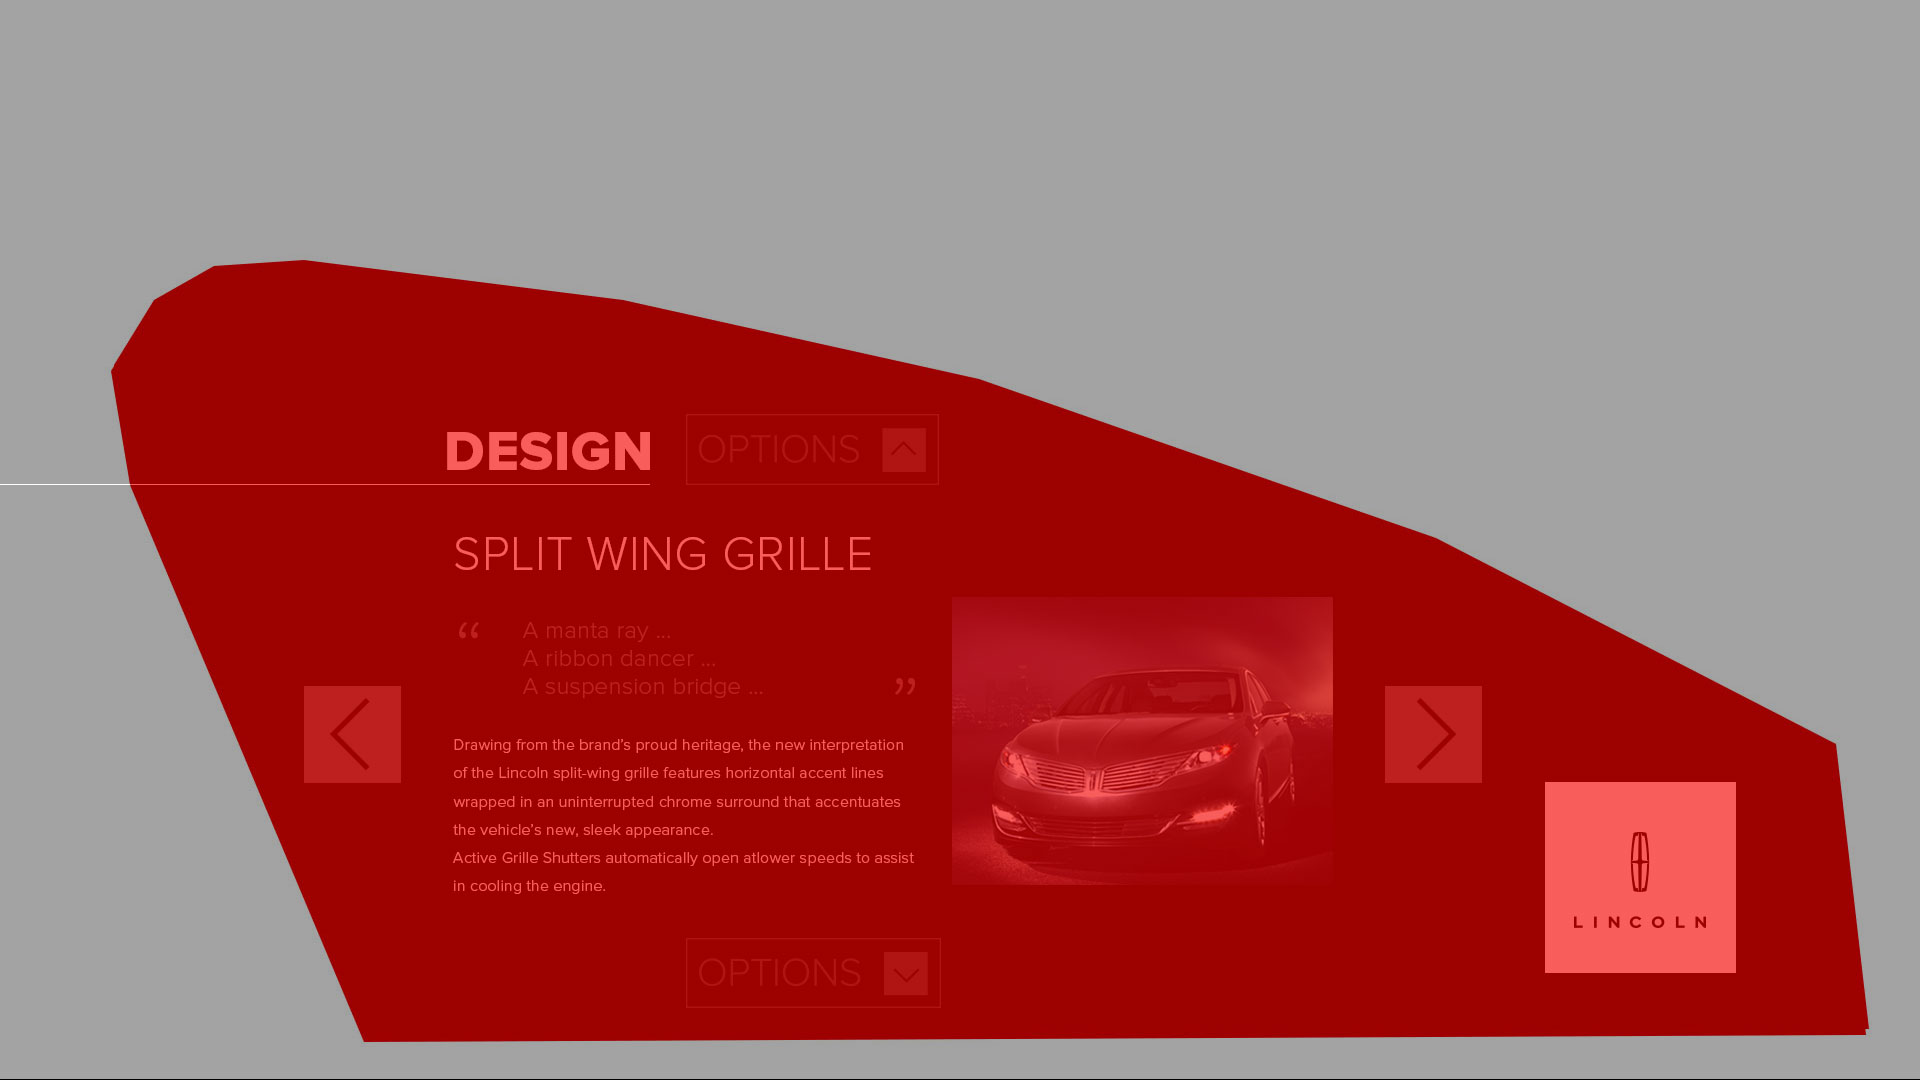 DESIGN
OPTIONS
SPLIT WING GRILLE
“ A manta ray ...
A ribbon dancer ...
A suspension bridge ... ”
Drawing from the brand’s proud heritage, the new interpretation
of the Lincoln split-wing grille features horizontal accent lines
wrapped in an uninterrupted chrome surround that accentuates
the vehicle’s new, sleek appearance.
Active Grille Shutters automatically open atlower speeds to assist
in cooling the engine.
LINCOLN
OPTIONS